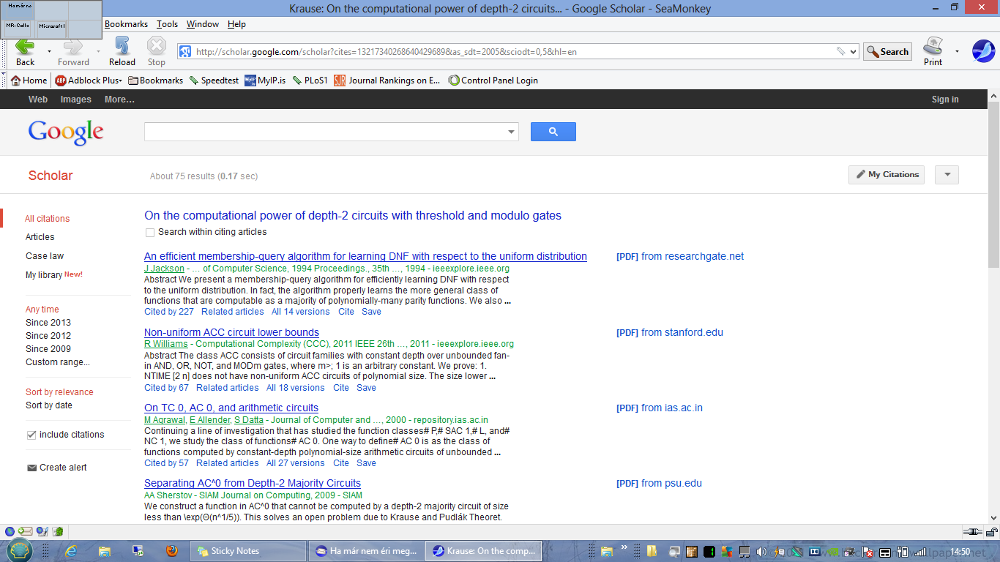 Hamárne
Krause: On the computational power of depth-2 circuits... - Google Scholar - SeaMonkey
MR:Calla Microsoft!
Bookmarks Tools Window Help
Back Forward Reload Stop
http://scholar.google.com/scholar?cites=13217340268640429689&as_sdt=2005&sciodt=0,5&hl=en
Search Print
Home Adblock Plus Bookmarks Speedtest MyIP.is PLoS1 Journal Rankings on E... Control Panel Login
Web Images More... Sign in
Google
Scholar About 75 results (0.17 sec) My Citations
All citations
Articles
Case law
My library New!
Any time
Since 2013
Since 2012
Since 2009
Custom range...
Sort by relevance
Sort by date
include citations
Create alert
On the computational power of depth-2 circuits with threshold and modulo gates
Search within citing articles
An efficient membership-query algorithm for learning DNF with respect to the uniform distribution [PDF] from researchgate.net
J Jackson - ... of Computer Science, 1994 Proceedings., 35th ..., 1994 - ieeexplore.ieee.org
Abstract We present a membership-query algorithm for efficiently learning DNF with respect
to the uniform distribution. In fact, the algorithm properly learns the more general class of
functions that are computable as a majority of polynomially-many parity functions. We also ...
Cited by 227 Related articles All 14 versions Cite Save
Non-uniform ACC circuit lower bounds [PDF] from stanford.edu
R Williams - Computational Complexity (CCC), 2011 IEEE 26th ..., 2011 - ieeexplore.ieee.org
Abstract The class ACC consists of circuit families with constant depth over unbounded fan-
in AND, OR, NOT, and MODm gates, where m>; 1 is an arbitrary constant. We prove: 1.
NTIME [2 n] does not have non-uniform ACC circuits of polynomial size. The size lower ...
Cited by 67 Related articles All 18 versions Cite Save
On TC 0, AC 0, and arithmetic circuits [PDF] from ias.ac.in
M Agrawal, E Allender, S Datta - Journal of Computer and ..., 2000 - repository.ias.ac.in
Continuing a line of investigation that has studied the function classes# P,# SAC 1,# L, and#
NC 1, we study the class of functions# AC 0. One way to define# AC 0 is as the class of
functions computed by constant-depth polynomial-size arithmetic circuits of unbounded ...
Cited by 57 Related articles All 27 versions Cite Save
Separating AC^0 from Depth-2 Majority Circuits [PDF] from psu.edu
AA Sherstov - SIAM Journal on Computing, 2009 - SIAM
We construct a function in AC^0 that cannot be computed by a depth-2 majority circuit of size
less than \exp(Θ(n^1/5)). This solves an open problem due to Krause and Pudlák Theoret.
Sticky Notes Ha már nem éri meg... Krause: On the comp... 14:50